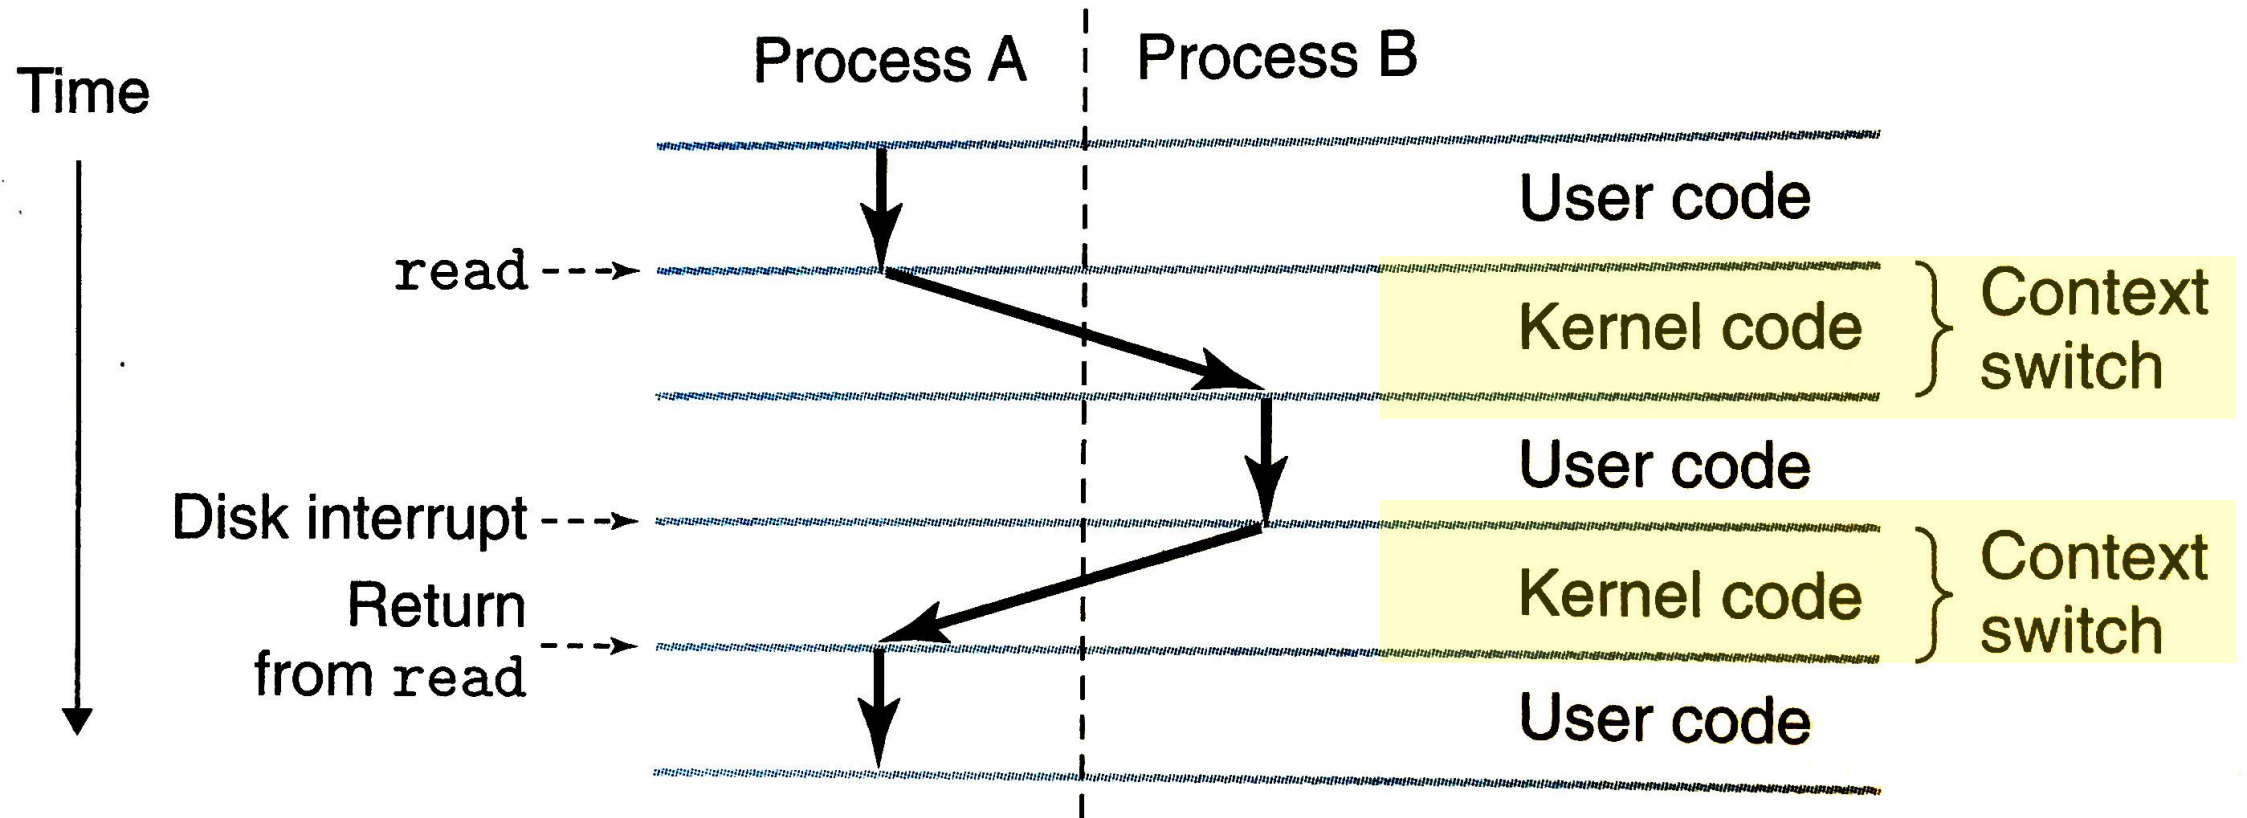 Process A
Process B
Time
User code
read
Kernel code
Context
switch
User code
Disk interrupt
Kernel code
Context
switch
Return
from read
User code